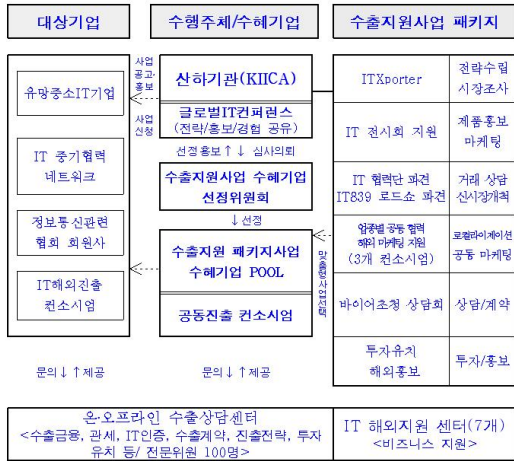 대상기업
수행주체/수혜기업
수출지원사업 패키지
유망중소IT기업
IT 중기협력
네트워크
정보통신관련
협회 회원사
IT해외진출
컨소시엄
문의↓ ↑제공
사업
공고·
홍보
사업
신청
산하기관(KIICA)
글로벌IT컨퍼런스
(전략/홍보/경험 공유)
선정홍보↑ ↓ 심사의뢰
수출지원사업 수혜기업
선정위원회
↓선정
수출지원 패키지사업
수혜기업 POOL
공동진출 컨소시엄
문의↓ ↑제공
맞춤형사업선택
ITXporter
전략수립
시장조사
IT 전시회 지원
제품홍보
마케팅
IT 협력단 파견
IT839 로드쇼 파견
거래 상담
신시장개척
업종별 공동 협력
해외 마케팅 지원
(3개 컨소시엄)
로컬라이제이션
공동 마케팅
바이어초청 상담회
상담/계약
투자유치
해외홍보
투자/홍보
온·오프라인 수출상담센터
<수출금융, 관세, IT인증, 수출계약, 진출전략, 투자
유치 등/ 전문위원 100명>
IT 해외지원 센터(7개)
<비즈니스 지원>